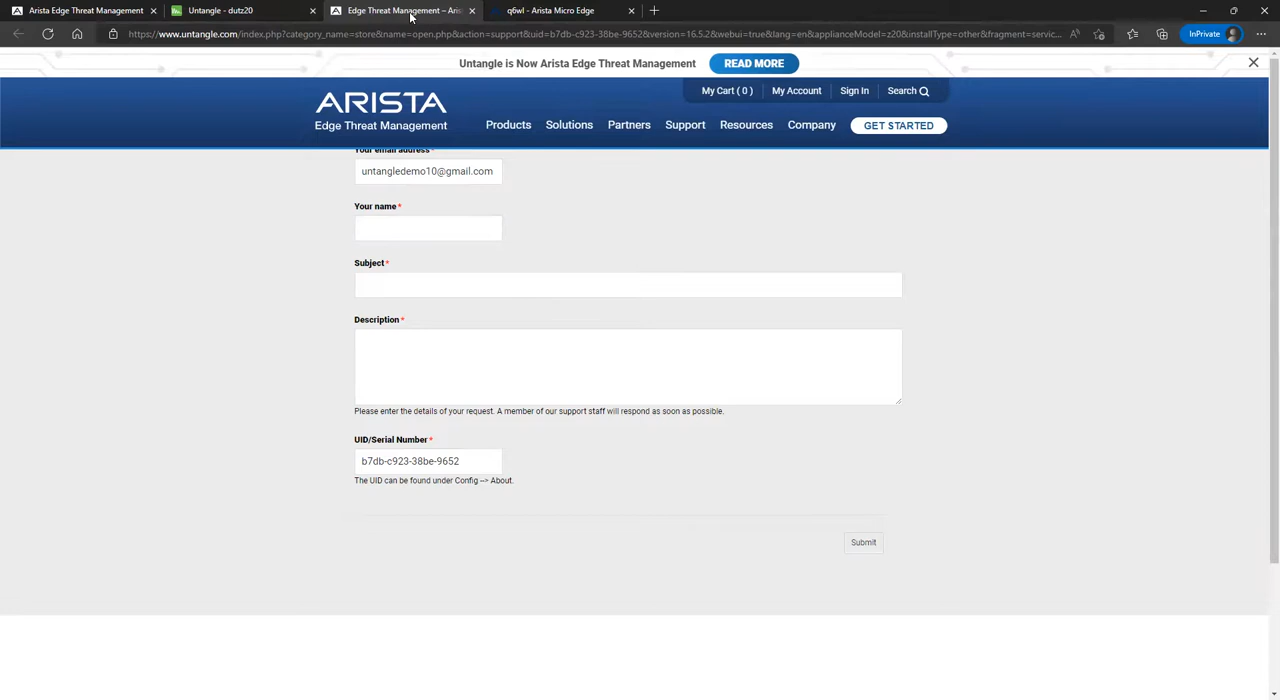 Arista Edge Threat Management
Untangle - dutz20
Edge Threat Management – Aris
q6wl - Arista Micro Edge
https://www.untangle.com/index.php?category_name=store&name=open.php&action=support&uid=b7db-c923-38be-9652&version=16.5.2&webui=true&lang=en&applianceModel=z20&installType=other&fragment=servic...
InPrivate
Untangle is Now Arista Edge Threat Management
READ MORE
My Cart ( 0 )
My Account
Sign In
Search
ARISTA
Edge Threat Management
Products
Solutions
Partners
Support
Resources
Company
GET STARTED
Your email address *
untangledemo10@gmail.com
Your name *
Subject *
Description *
Please enter the details of your request. A member of our support staff will respond as soon as possible.
UID/Serial Number *
b7db-c923-38be-9652
The UID can be found under Config --> About.
Submit